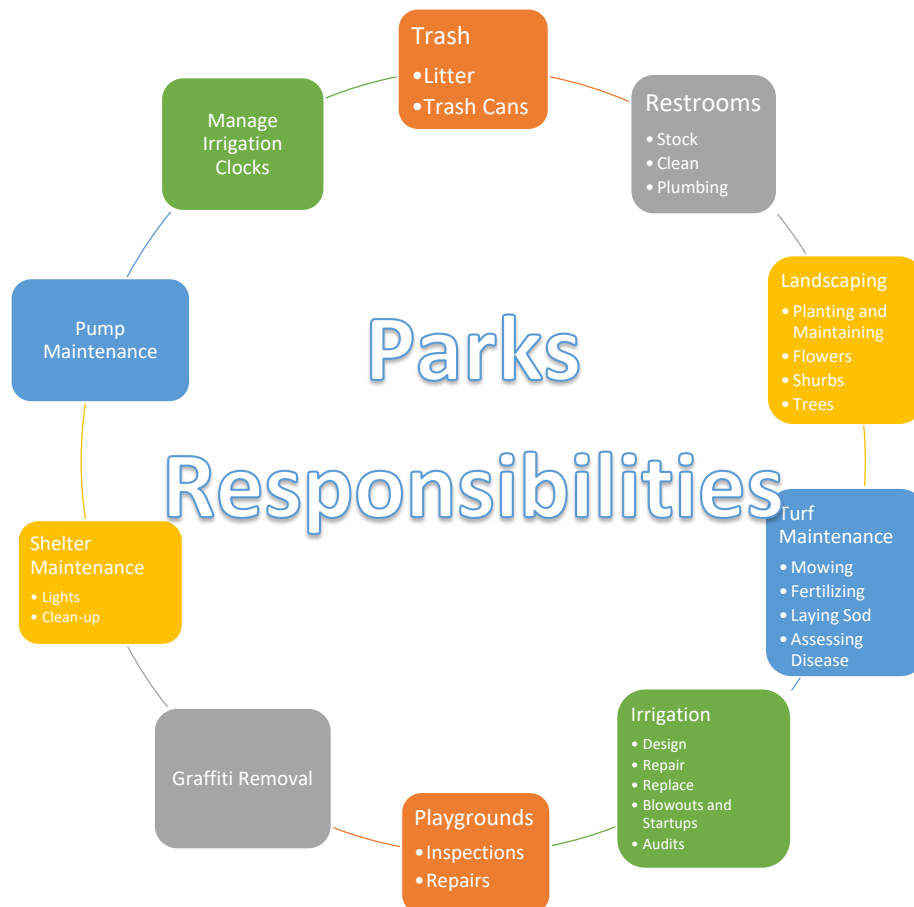 Trash
•Litter
•Trash Cans
Restrooms
• Stock
• Clean
• Plumbing
Landscaping
• Planting and
Maintaining
• Flowers
• Shurbs
• Trees
Turf
Maintenance
• Mowing
• Fertilizing
• Laying Sod
• Assessing
Disease
Irrigation
• Design
• Repair
• Replace
• Blowouts and
Startups
• Audits
Playgrounds
•Inspections
•Repairs
Graffiti Removal
Shelter
Maintenance
• Lights
• Clean-up
Pump
Maintenance
Manage
Irrigation
Clocks
Parks
Responsibilities